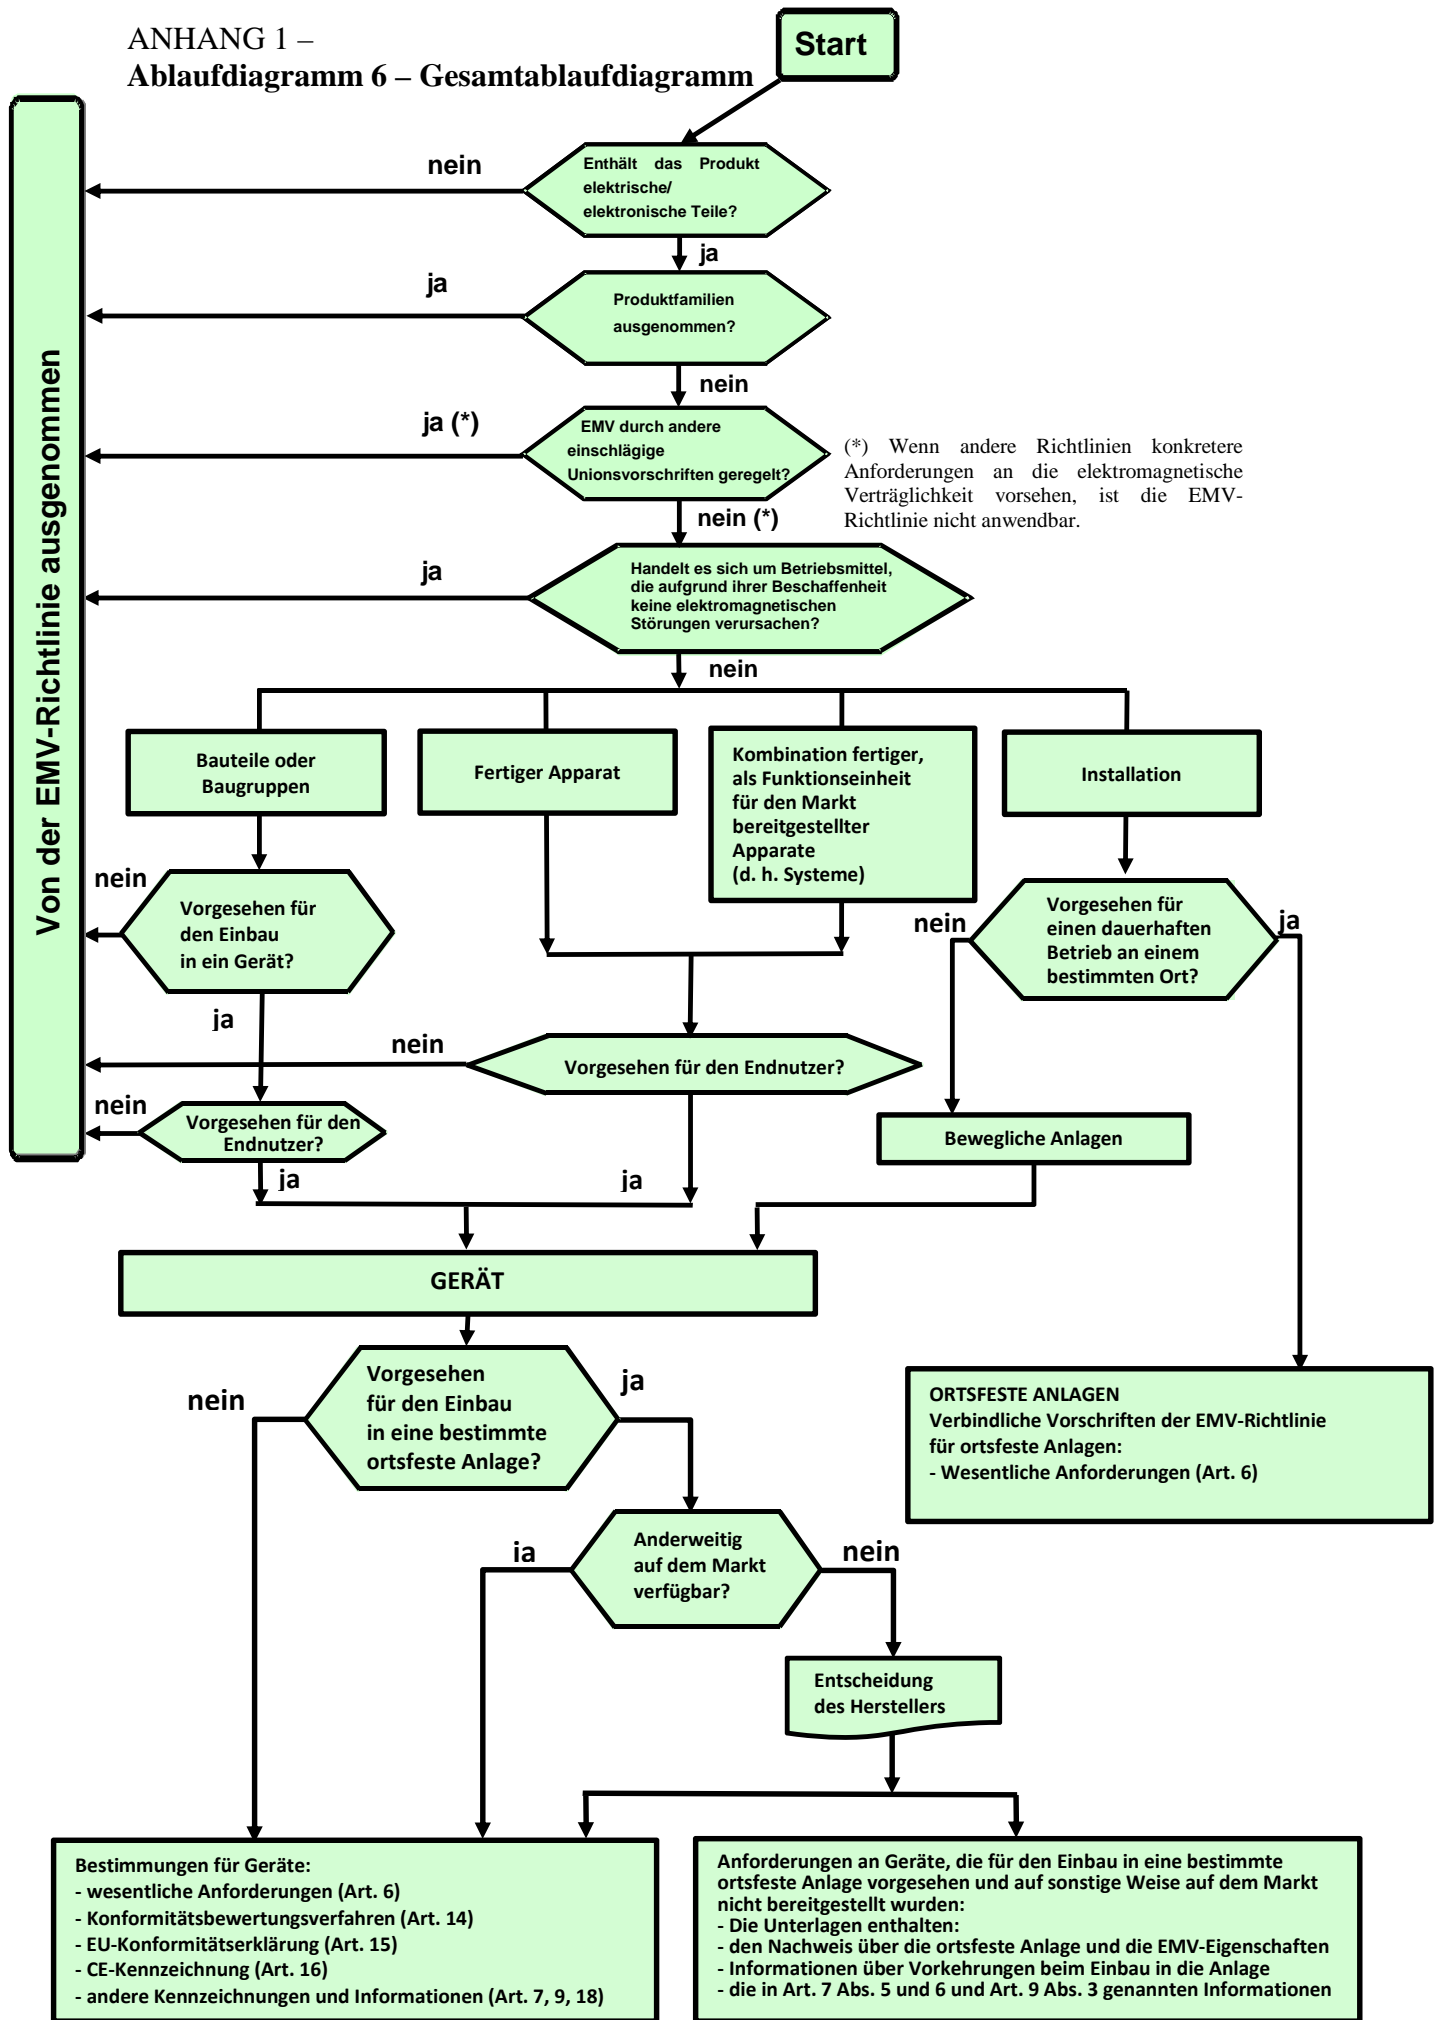 ANHANG 1 –
Ablaufdiagramm 6 – Gesamtablaufdiagramm
Start
Von der EMV-Richtlinie ausgenommen
nein
Enthält das Produkt
elektrische/
elektronische Teile?
ja
ja
Produktfamilien
ausgenommen?
nein
ja (*)
EMV durch andere
einschlägige
Unionsvorschriften geregelt?
(*) Wenn andere Richtlinien konkretere
Anforderungen an die elektromagnetische
Verträglichkeit vorsehen, ist die EMV-
Richtlinie nicht anwendbar.
nein (*)
ja
Handelt es sich um Betriebsmittel,
die aufgrund ihrer Beschaffenheit
keine elektromagnetischen
Störungen verursachen?
nein
Bauteile oder
Baugruppen
Fertiger Apparat
Kombination fertiger,
als Funktionseinheit
für den Markt
bereitgestellter
Apparate
(d. h. Systeme)
Installation
nein
Vorgesehen für
den Einbau
in ein Gerät?
nein
Vorgesehen für
einen dauerhaften
Betrieb an einem
bestimmten Ort?
ja
ja
nein
Vorgesehen für den Endnutzer?
nein
Vorgesehen für den
Endnutzer?
Bewegliche Anlagen
ja
ja
GERÄT
nein
Vorgesehen
für den Einbau
in eine bestimmte
ortsfeste Anlage?
ja
ORTSFESTE ANLAGEN
Verbindliche Vorschriften der EMV-Richtlinie
für ortsfeste Anlagen:
- Wesentliche Anforderungen (Art. 6)
ia
Anderweitig
auf dem Markt
verfügbar?
nein
Entscheidung
des Herstellers
Bestimmungen für Geräte:
- wesentliche Anforderungen (Art. 6)
- Konformitätsbewertungsverfahren (Art. 14)
- EU-Konformitätserklärung (Art. 15)
- CE-Kennzeichnung (Art. 16)
- andere Kennzeichnungen und Informationen (Art. 7, 9, 18)
Anforderungen an Geräte, die für den Einbau in eine bestimmte
ortsfeste Anlage vorgesehen und auf sonstige Weise auf dem Markt
nicht bereitgestellt wurden:
- Die Unterlagen enthalten:
- den Nachweis über die ortsfeste Anlage und die EMV-Eigenschaften
- Informationen über Vorkehrungen beim Einbau in die Anlage
- die in Art. 7 Abs. 5 und 6 und Art. 9 Abs. 3 genannten Informationen